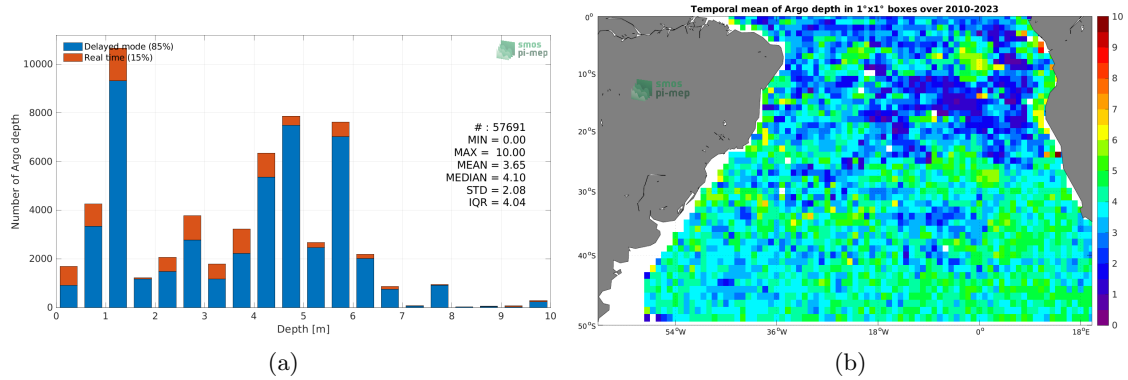 Delayed mode (85%)
Real time (15%)
smos
pi-mep
10000
8000
6000
4000
2000
0
Number of Argo depth
# : 57691
MIN = 0.00
MAX = 10.00
MEAN = 3.65
MEDIAN = 4.10
STD = 2.08
IQR = 4.04
0 1 2 3 4 5 6 7 8 9 10
Depth [m]
(a)
Temporal mean of Argo depth in 1°x1° boxes over 2010-2023
0°
10°S
20°S
30°S
40°S
50°S
smos
pi-mep
54°W 36°W 18°W 0° 18°E
10
9
8
7
6
5
4
3
2
1
0
(b)